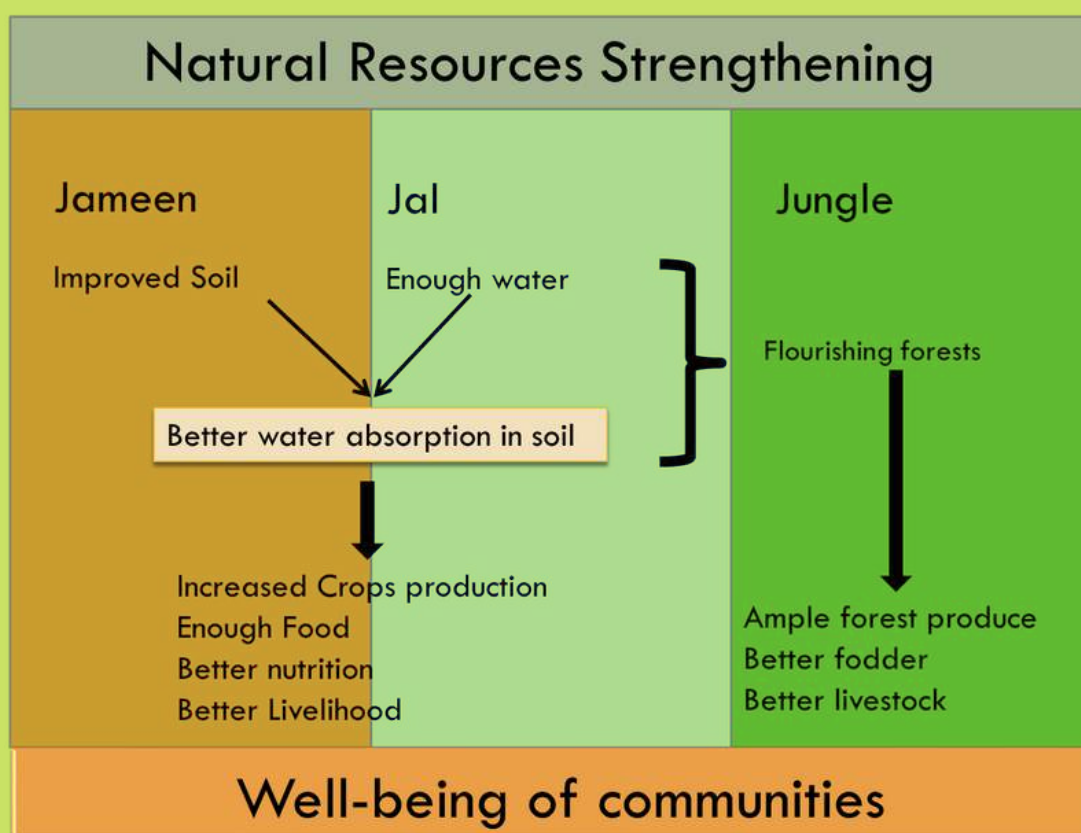 Natural Resources Strengthening
Jameen
Jal
Jungle
Improved Soil
Enough water
Flourishing forests
Better water absorption in soil
Increased Crops production
Enough Food
Better nutrition
Better Livelihood
Ample forest produce
Better fodder
Better livestock
Well-being of communities